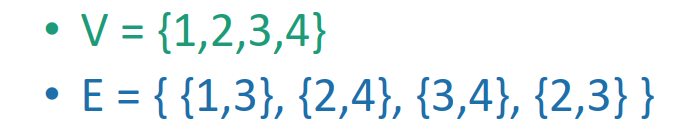 • V = {1,2,3,4}
• E = { {1,3}, {2,4}, {3,4}, {2,3} }